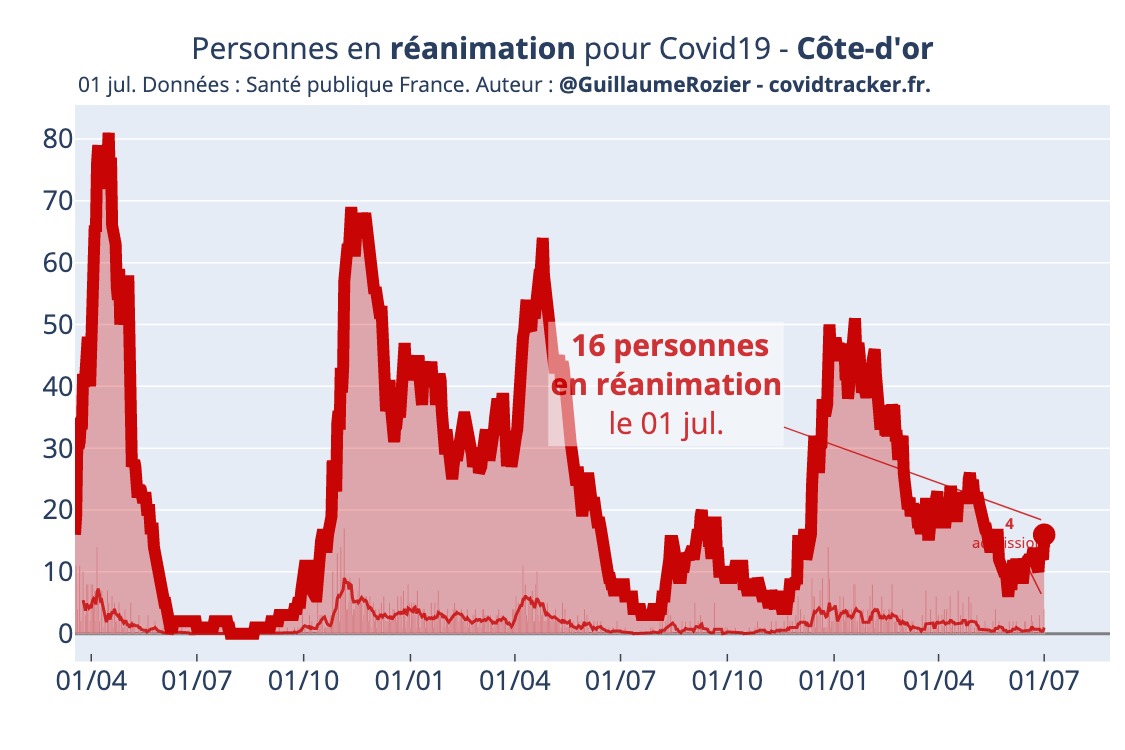 Personnes en réanimation pour Covid19 - Côte-d'or
01 jul. Données : Santé publique France. Auteur : @GuillaumeRozier - covidtracker.fr.
80
70
60
50
40
30
20
10
0
16 personnes
en réanimation
le 01 jul.
4
01/04 01/07 01/10 01/01 01/04 01/07 01/10 01/01 01/04 01/07